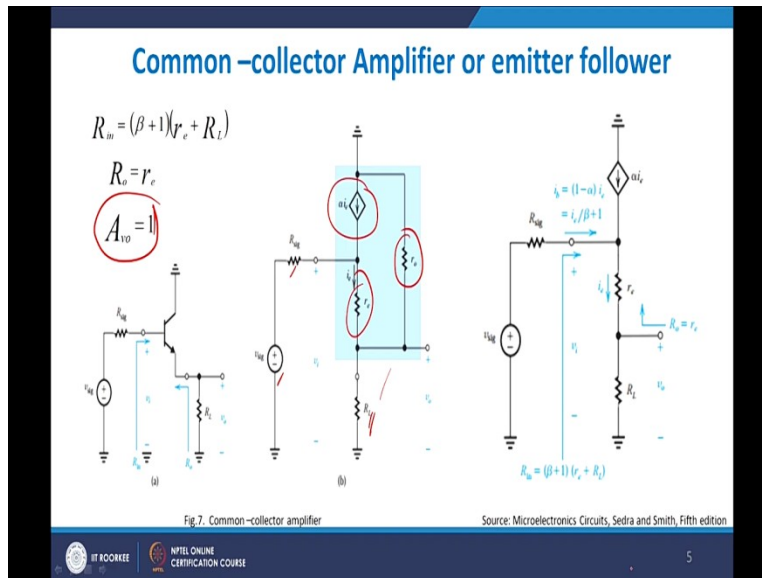 Common –collector Amplifier or emitter follower
R_in = (β+1)(r_e + R_L)
R_o = r_e
A_vo = 1
R_sig
v_sig
+
v_i
−
R_in
R_o
R_L
+
v_o
−
(a)
αi_e
R_sig
+
i_e
r_e
r_o
v_sig
v_i
−
R_L
+
v_o
−
(b)
αi_e
i_b = (1−α) i_e
= i_e/β+1
R_sig
+
i_e
r_e
R_o = r_e
+
v_sig
v_i
R_L
v_o
−
−
R_in = (β+1) (r_e + R_L)
Fig.7. Common –collector amplifier
Source: Microelectronics Circuits, Sedra and Smith, Fifth edition
IIT ROORKEE
NPTEL ONLINE
CERTIFICATION COURSE
5